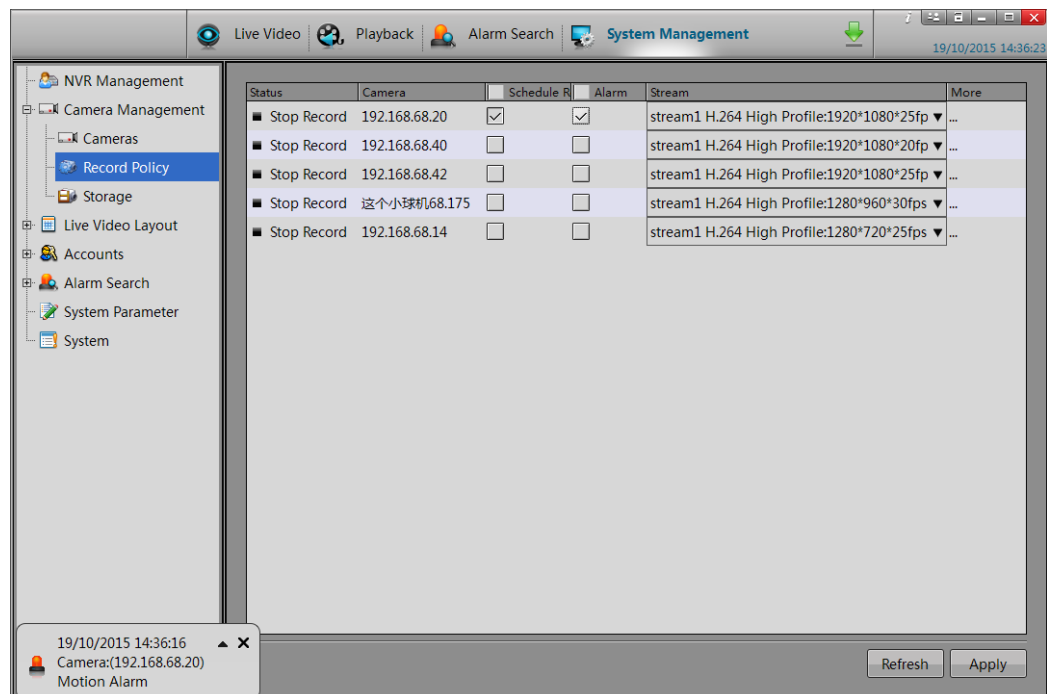 Live Video Playback Alarm Search System Management
19/10/2015 14:36:23
NVR Management
Camera Management
Cameras
Record Policy
Storage
Live Video Layout
Accounts
Alarm Search
System Parameter
System
Status Camera Schedule R Alarm Stream More
Stop Record 192.168.68.20 stream1 H.264 High Profile:1920*1080*25fp ...
Stop Record 192.168.68.40 stream1 H.264 High Profile:1920*1080*20fp ...
Stop Record 192.168.68.42 stream1 H.264 High Profile:1920*1080*25fp ...
Stop Record 这个小球机68.175 stream1 H.264 High Profile:1280*960*30fps ...
Stop Record 192.168.68.14 stream1 H.264 High Profile:1280*720*25fps ...
19/10/2015 14:36:16
Camera:(192.168.68.20)
Motion Alarm
Refresh Apply